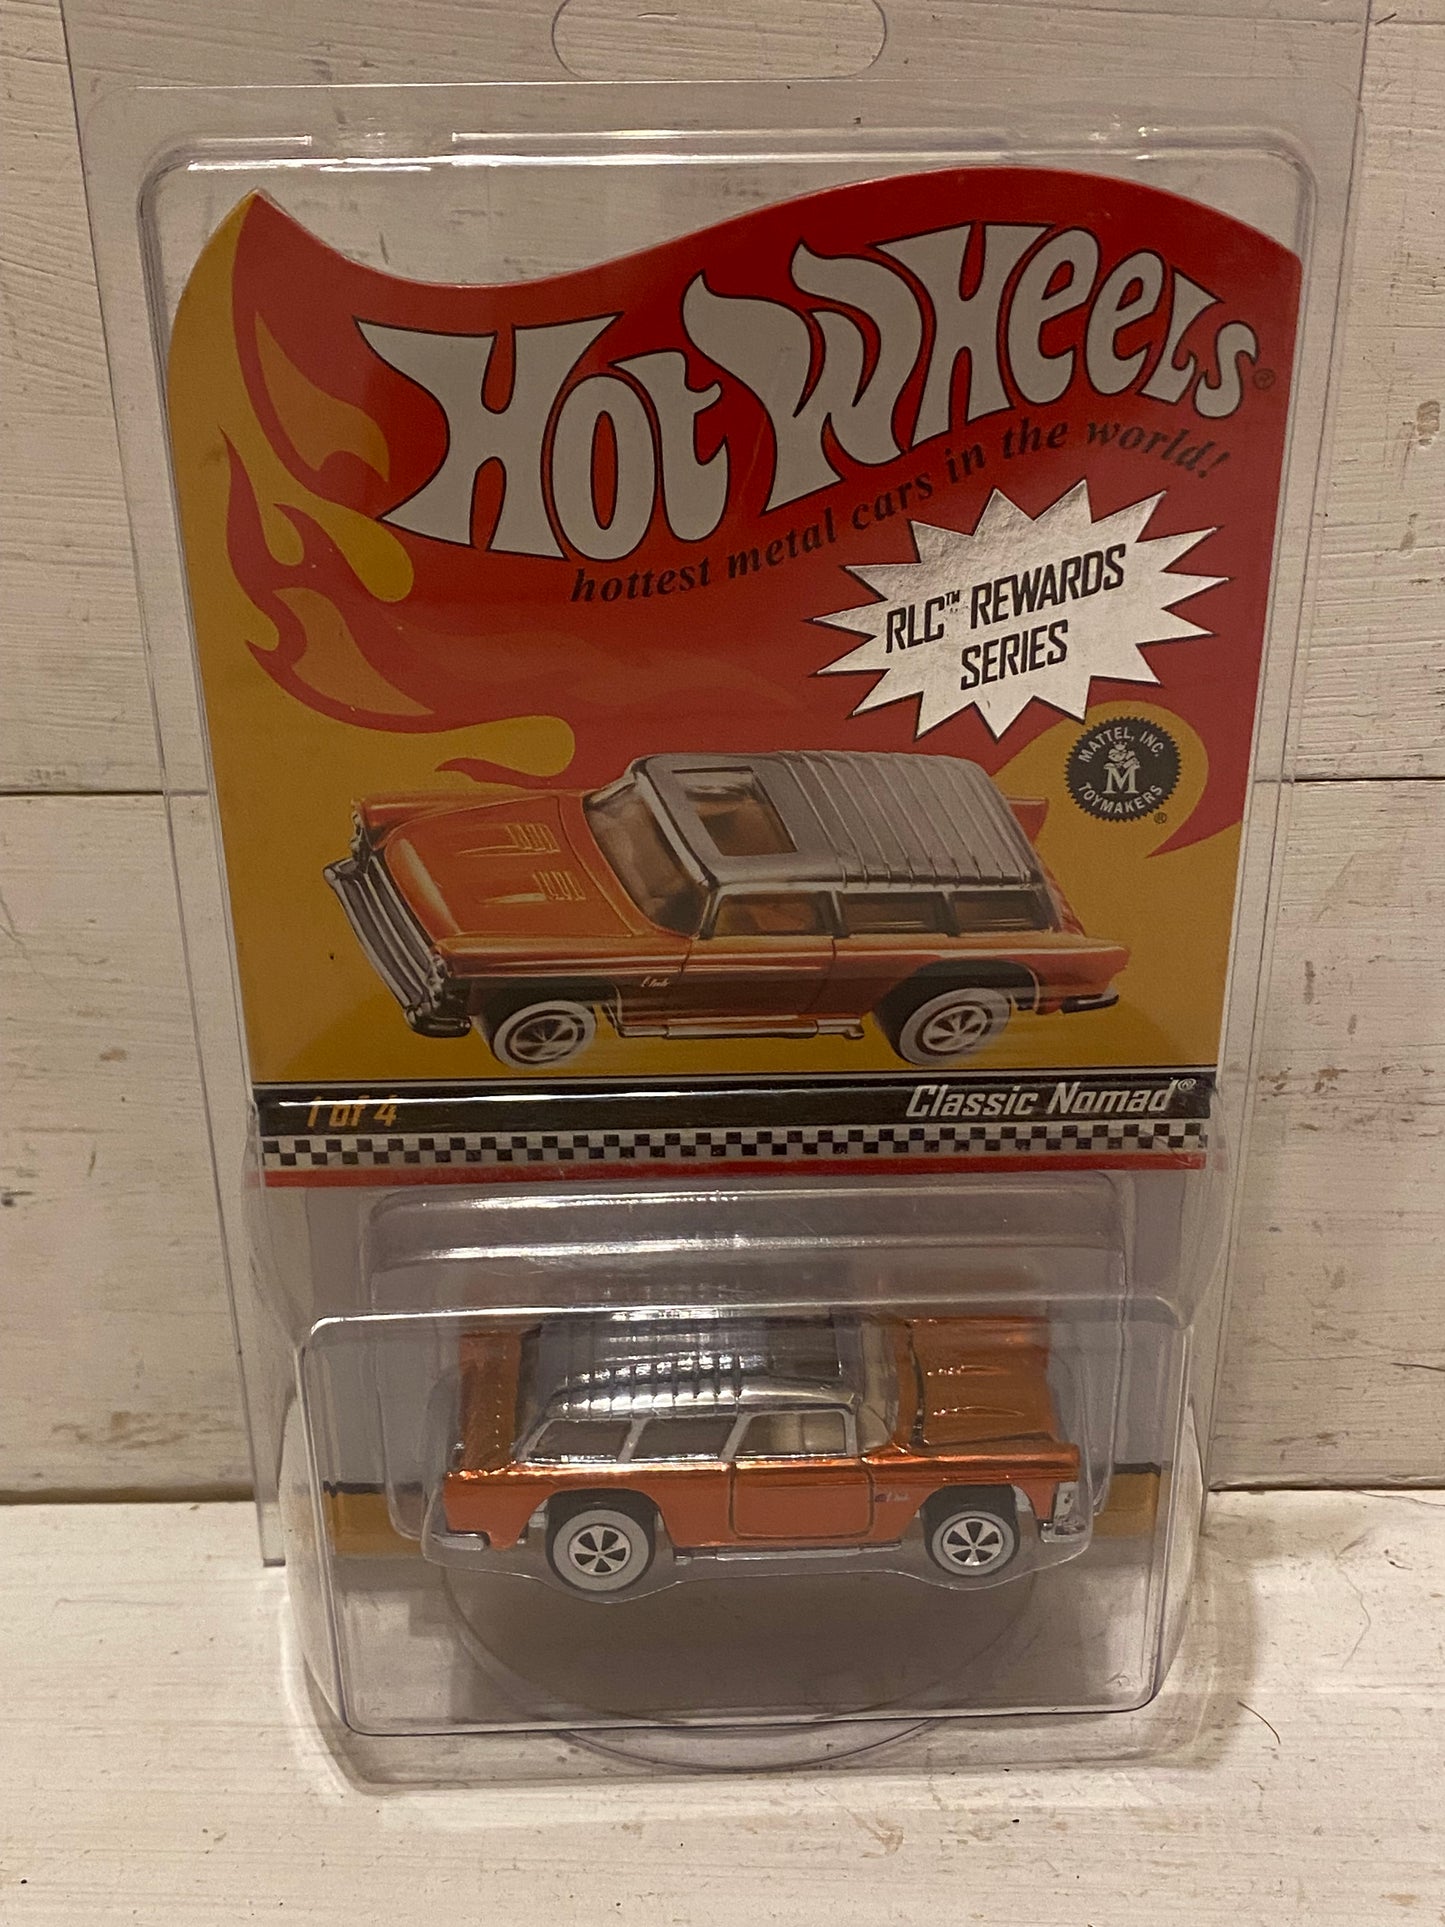 Hot Wheels®
hottest metal cars in the world!
RLC™ REWARDS
SERIES
MATTEL, INC.
M
TOYMAKERS
®
1 of 4
Classic Nomad®